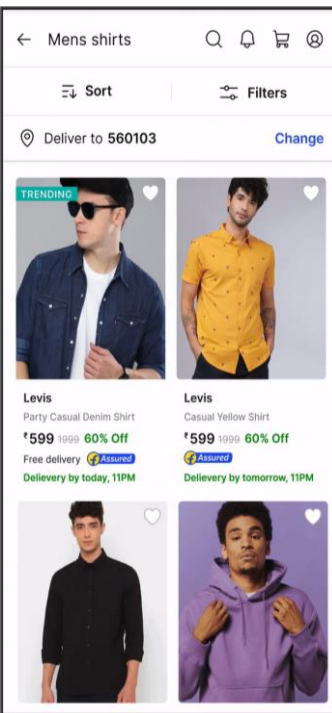 Mens shirts
Sort
Filters
Deliver to 560103
Change
TRENDING
Levis
Party Casual Denim Shirt
₹599 1999 60% Off
Free delivery Assured
Delievery by today, 11PM
Levis
Casual Yellow Shirt
₹599 1999 60% Off
Assured
Delievery by tomorrow, 11PM